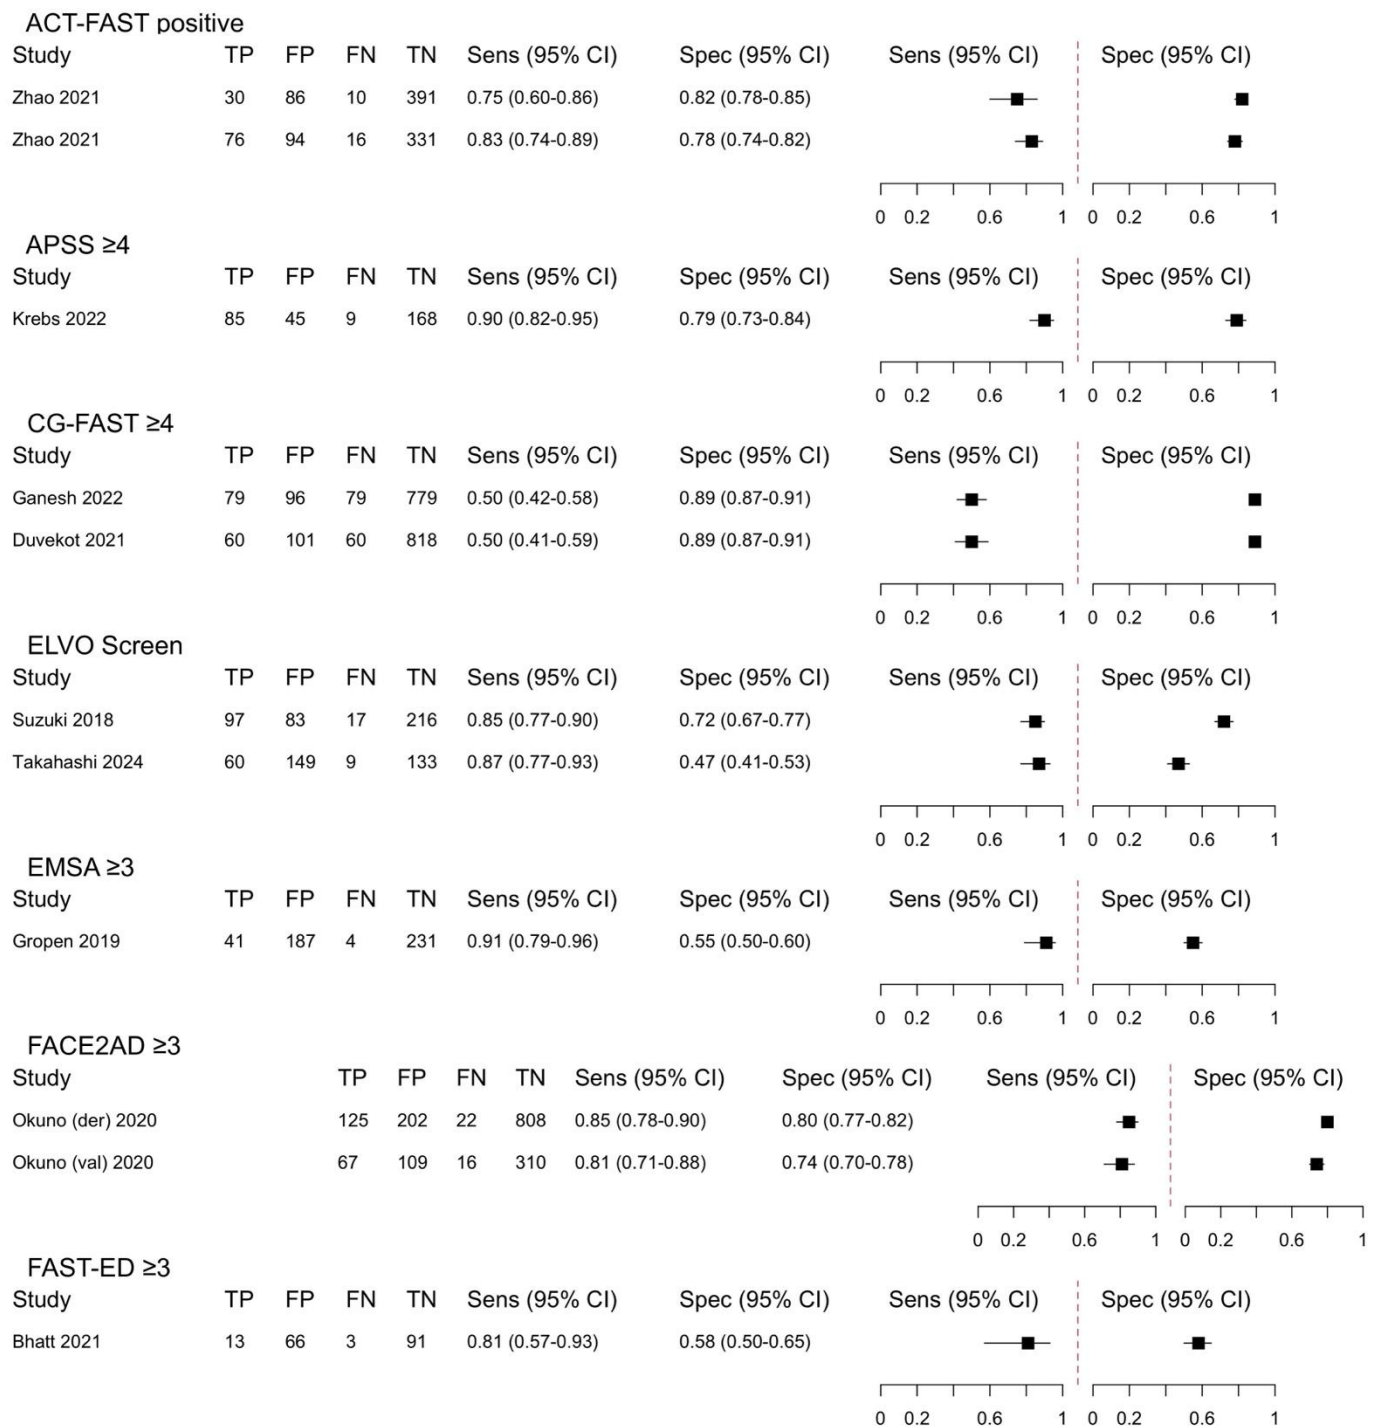 ACT-FAST positive
Study TP FP FN TN Sens (95% CI) Spec (95% CI) Sens (95% CI) Spec (95% CI)
Zhao 2021 30 86 10 391 0.75 (0.60-0.86) 0.82 (0.78-0.85)
Zhao 2021 76 94 16 331 0.83 (0.74-0.89) 0.78 (0.74-0.82)
0 0.2 0.6 1 0 0.2 0.6 1
APSS ≥4
Study TP FP FN TN Sens (95% CI) Spec (95% CI) Sens (95% CI) Spec (95% CI)
Krebs 2022 85 45 9 168 0.90 (0.82-0.95) 0.79 (0.73-0.84)
0 0.2 0.6 1 0 0.2 0.6 1
CG-FAST ≥4
Study TP FP FN TN Sens (95% CI) Spec (95% CI) Sens (95% CI) Spec (95% CI)
Ganesh 2022 79 96 79 779 0.50 (0.42-0.58) 0.89 (0.87-0.91)
Duvekot 2021 60 101 60 818 0.50 (0.41-0.59) 0.89 (0.87-0.91)
0 0.2 0.6 1 0 0.2 0.6 1
ELVO Screen
Study TP FP FN TN Sens (95% CI) Spec (95% CI) Sens (95% CI) Spec (95% CI)
Suzuki 2018 97 83 17 216 0.85 (0.77-0.90) 0.72 (0.67-0.77)
Takahashi 2024 60 149 9 133 0.87 (0.77-0.93) 0.47 (0.41-0.53)
0 0.2 0.6 1 0 0.2 0.6 1
EMSA ≥3
Study TP FP FN TN Sens (95% CI) Spec (95% CI) Sens (95% CI) Spec (95% CI)
Gropen 2019 41 187 4 231 0.91 (0.79-0.96) 0.55 (0.50-0.60)
0 0.2 0.6 1 0 0.2 0.6 1
FACE2AD ≥3
Study TP FP FN TN Sens (95% CI) Spec (95% CI) Sens (95% CI) Spec (95% CI)
Okuno (der) 2020 125 202 22 808 0.85 (0.78-0.90) 0.80 (0.77-0.82)
Okuno (val) 2020 67 109 16 310 0.81 (0.71-0.88) 0.74 (0.70-0.78)
0 0.2 0.6 1 0 0.2 0.6 1
FAST-ED ≥3
Study TP FP FN TN Sens (95% CI) Spec (95% CI) Sens (95% CI) Spec (95% CI)
Bhatt 2021 13 66 3 91 0.81 (0.57-0.93) 0.58 (0.50-0.65)
0 0.2 0.6 1 0 0.2 0.6 1